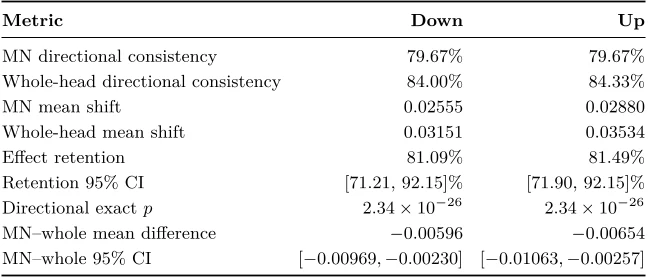 Metric Down Up
MN directional consistency 79.67% 79.67%
Whole-head directional consistency 84.00% 84.33%
MN mean shift 0.02555 0.02880
Whole-head mean shift 0.03151 0.03534
Effect retention 81.09% 81.49%
Retention 95% CI [71.21, 92.15]% [71.90, 92.15]%
Directional exact p 2.34 × 10⁻²⁶ 2.34 × 10⁻²⁶
MN–whole mean difference −0.00596 −0.00654
MN–whole 95% CI [−0.00969, −0.00230] [−0.01063, −0.00257]